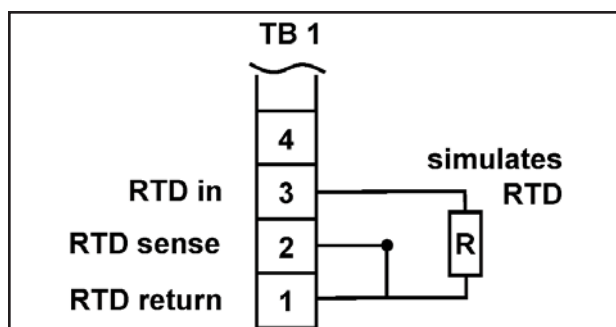 TB 1
4
simulates
RTD in 3 RTD
RTD sense 2 R
RTD return 1